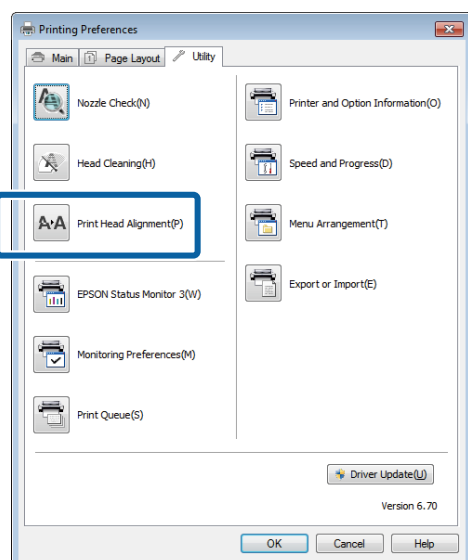 Printing Preferences
Main
Page Layout
Utility
Nozzle Check(N)
Printer and Option Information(O)
Head Cleaning(H)
Speed and Progress(D)
A A
Print Head Alignment(P)
Menu Arrangement(T)
EPSON Status Monitor 3(W)
Export or Import(E)
Monitoring Preferences(M)
Print Queue(S)
Driver Update(U)
Version 6.70
OK
Cancel
Help